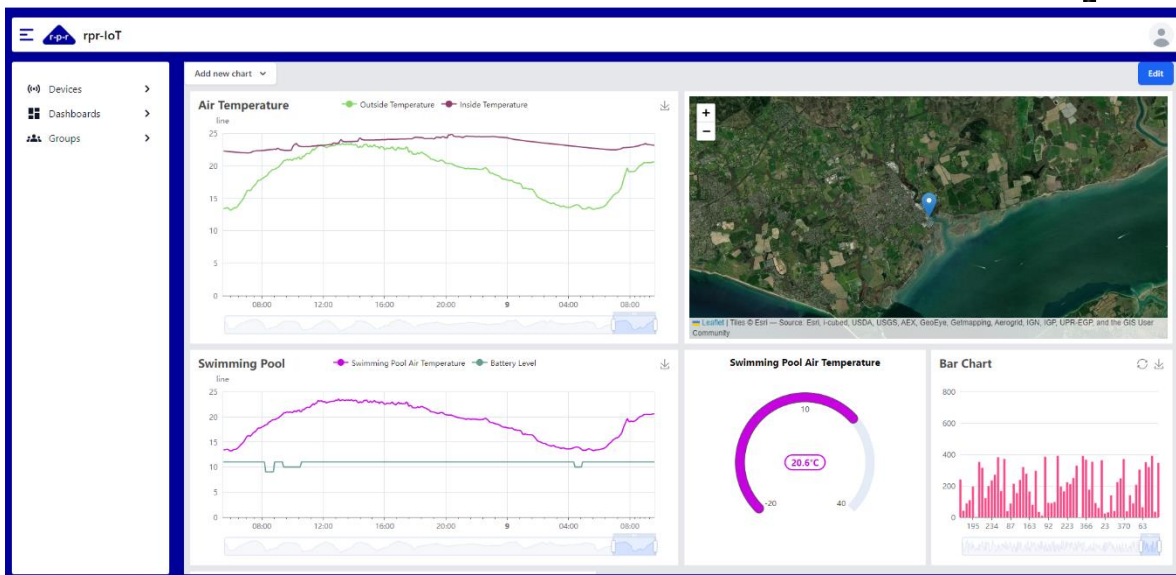 r-p-r
rpr-IoT
Devices
Dashboards
Groups
Add new chart
Edit
Air Temperature
Outside Temperature
Inside Temperature
line
25
20
15
10
5
0
08:00 12:00 16:00 20:00 9 04:00 08:00
+
−
Leaflet | Tiles © Esri — Source: Esri, i-cubed, USDA, USGS, AEX, GeoEye, Getmapping, Aerogrid, IGN, IGP, UPR-EGP, and the GIS User
Community
Swimming Pool
Swimming Pool Air Temperature
Battery Level
line
25
20
15
10
5
0
08:00 12:00 16:00 20:00 9 04:00 08:00
Swimming Pool Air Temperature
10
20.6°C
-20 40
Bar Chart
800
600
400
200
0
195 234 87 163 92 223 366 23 370 63